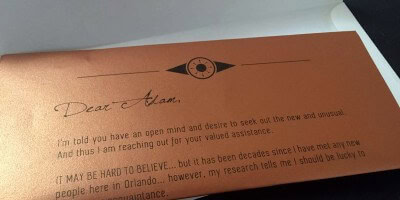 Dear Adam,
I'm told you have an open mind and desire to seek out the new and unusual.
And thus I am reaching out for your valued assistance.
IT MAY BE HARD TO BELIEVE... but it has been decades since I have met any new
people here in Orlando... however, my research tells me I should be lucky to